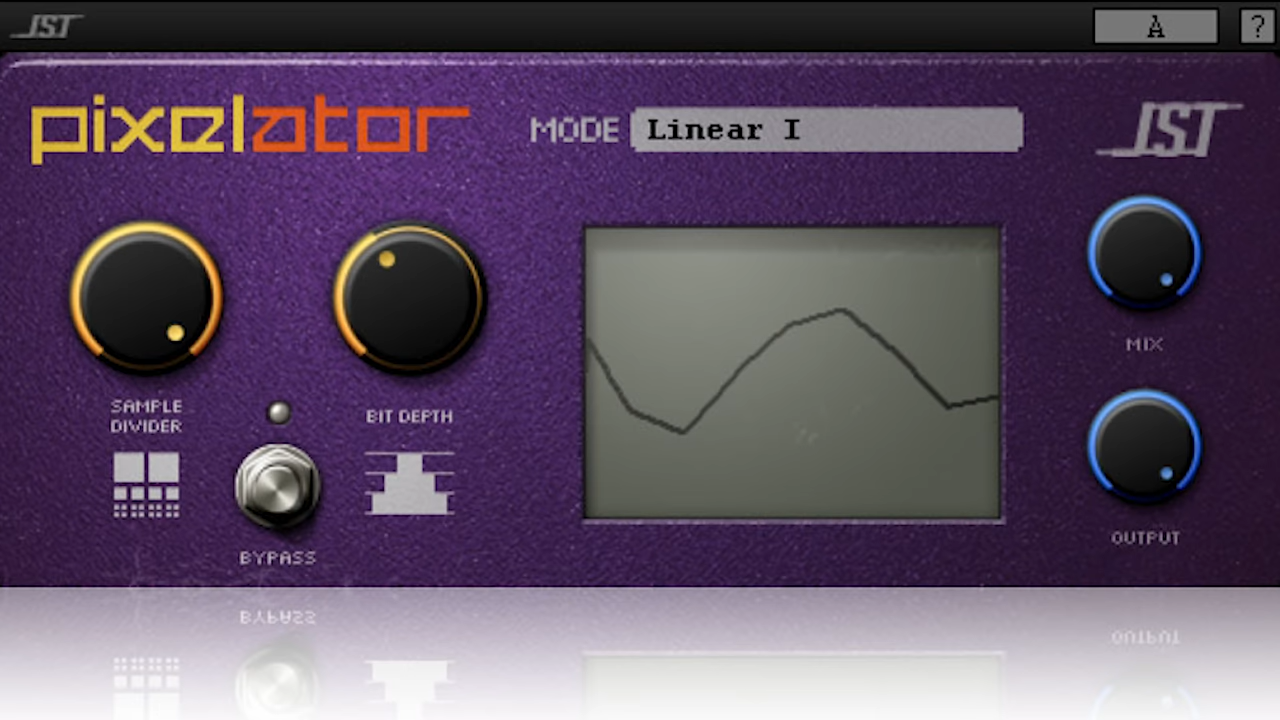 JST
A
?
pixelator
MODE
Linear I
JST
SAMPLE
DIVIDER
BIT DEPTH
BYPASS
MIX
OUTPUT